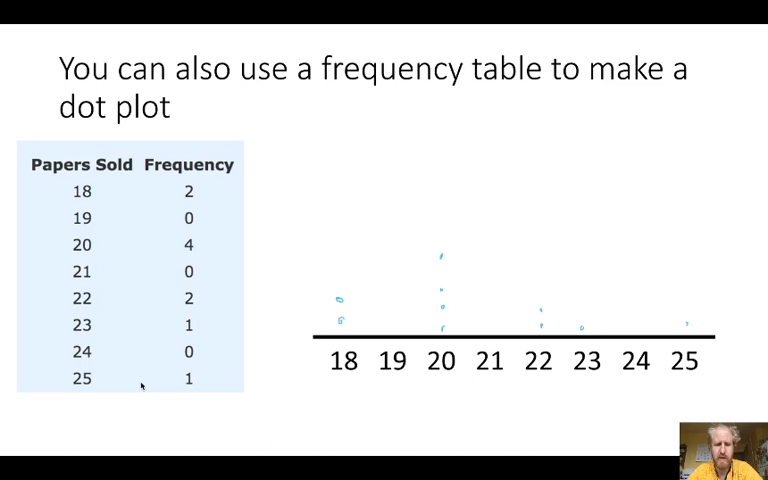 You can also use a frequency table to make a
dot plot
Papers Sold Frequency
18 2
19 0
20 4
21 0
22 2
23 1
24 0
25 1
18 19 20 21 22 23 24 25